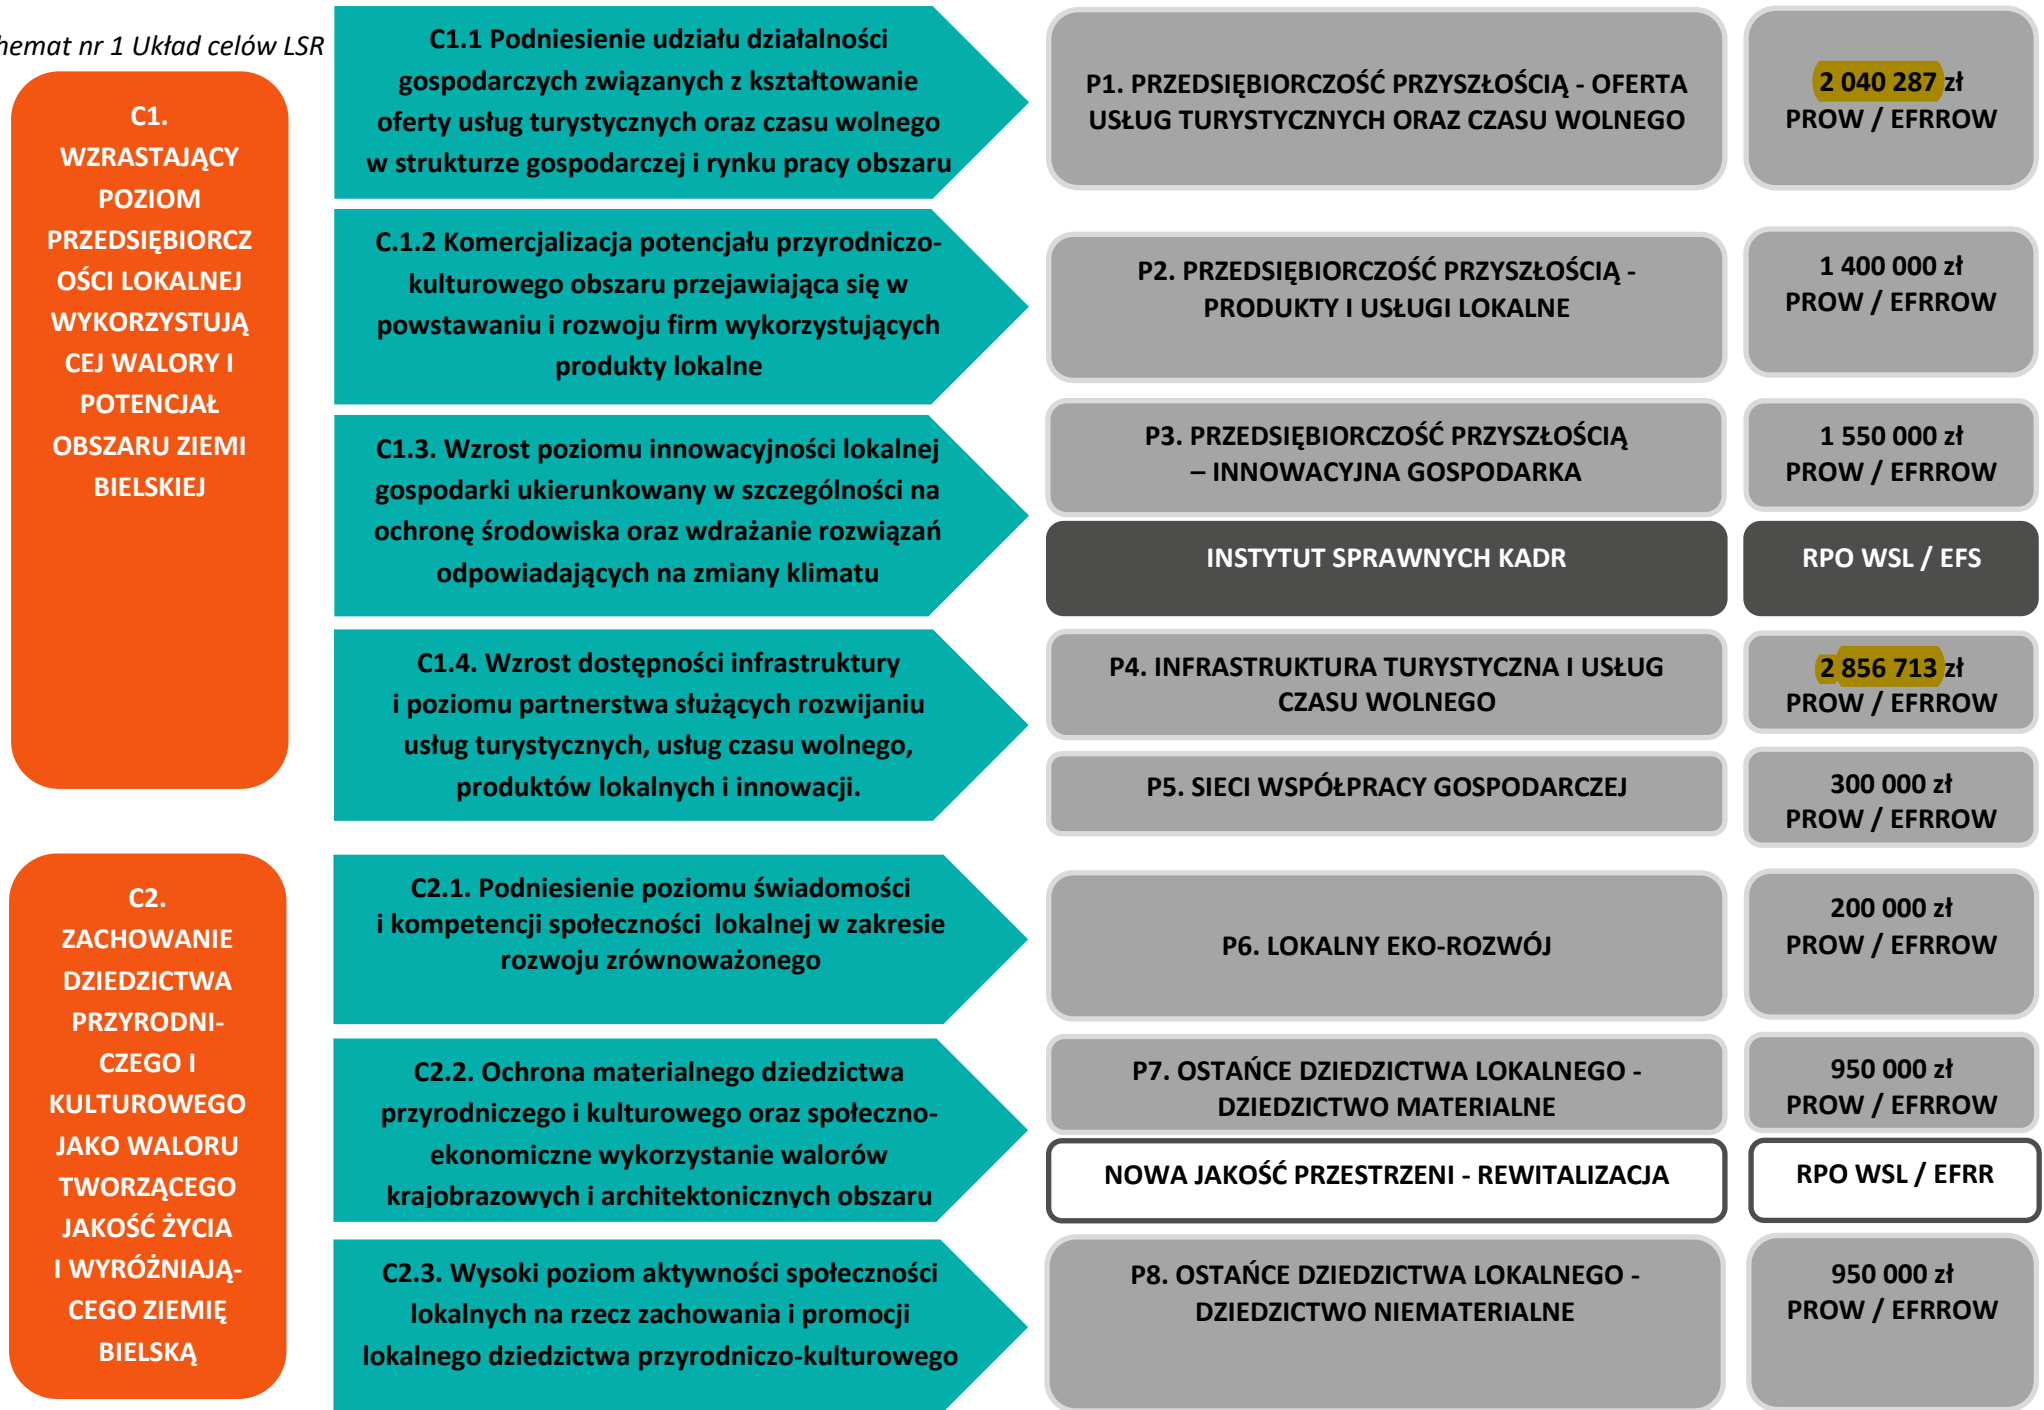 hemat nr 1 Układ celów LSR
C1.
WZRASTAJĄCY
POZIOM
PRZEDSIĘBIORCZ
OŚCI LOKALNEJ
WYKORZYSTUJĄ
CEJ WALORY I
POTENCJAŁ
OBSZARU ZIEMI
BIELSKIEJ
C1.1 Podniesienie udziału działalności
gospodarczych związanych z kształtowanie
oferty usług turystycznych oraz czasu wolnego
w strukturze gospodarczej i rynku pracy obszaru
P1. PRZEDSIĘBIORCZOŚĆ PRZYSZŁOŚCIĄ - OFERTA
USŁUG TURYSTYCZNYCH ORAZ CZASU WOLNEGO
2 040 287 zł
PROW / EFRROW
C.1.2 Komercjalizacja potencjału przyrodniczo-
kulturowego obszaru przejawiająca się w
powstawaniu i rozwoju firm wykorzystujących
produkty lokalne
P2. PRZEDSIĘBIORCZOŚĆ PRZYSZŁOŚCIĄ -
PRODUKTY I USŁUGI LOKALNE
1 400 000 zł
PROW / EFRROW
C1.3. Wzrost poziomu innowacyjności lokalnej
gospodarki ukierunkowany w szczególności na
ochronę środowiska oraz wdrażanie rozwiązań
odpowiadających na zmiany klimatu
P3. PRZEDSIĘBIORCZOŚĆ PRZYSZŁOŚCIĄ
– INNOWACYJNA GOSPODARKA
1 550 000 zł
PROW / EFRROW
INSTYTUT SPRAWNYCH KADR
RPO WSL / EFS
C1.4. Wzrost dostępności infrastruktury
i poziomu partnerstwa służących rozwijaniu
usług turystycznych, usług czasu wolnego,
produktów lokalnych i innowacji.
P4. INFRASTRUKTURA TURYSTYCZNA I USŁUG
CZASU WOLNEGO
2 856 713 zł
PROW / EFRROW
P5. SIECI WSPÓŁPRACY GOSPODARCZEJ
300 000 zł
PROW / EFRROW
C2.
ZACHOWANIE
DZIEDZICTWA
PRZYRODNI-
CZEGO I
KULTUROWEGO
JAKO WALORU
TWORZĄCEGO
JAKOŚĆ ŻYCIA
I WYRÓŻNIAJĄ-
CEGO ZIEMIĘ
BIELSKĄ
C2.1. Podniesienie poziomu świadomości
i kompetencji społeczności lokalnej w zakresie
rozwoju zrównoważonego
P6. LOKALNY EKO-ROZWÓJ
200 000 zł
PROW / EFRROW
C2.2. Ochrona materialnego dziedzictwa
przyrodniczego i kulturowego oraz społeczno-
ekonomiczne wykorzystanie walorów
krajobrazowych i architektonicznych obszaru
P7. OSTAŃCE DZIEDZICTWA LOKALNEGO -
DZIEDZICTWO MATERIALNE
950 000 zł
PROW / EFRROW
NOWA JAKOŚĆ PRZESTRZENI - REWITALIZACJA
RPO WSL / EFRR
C2.3. Wysoki poziom aktywności społeczności
lokalnych na rzecz zachowania i promocji
lokalnego dziedzictwa przyrodniczo-kulturowego
P8. OSTAŃCE DZIEDZICTWA LOKALNEGO -
DZIEDZICTWO NIEMATERIALNE
950 000 zł
PROW / EFRROW